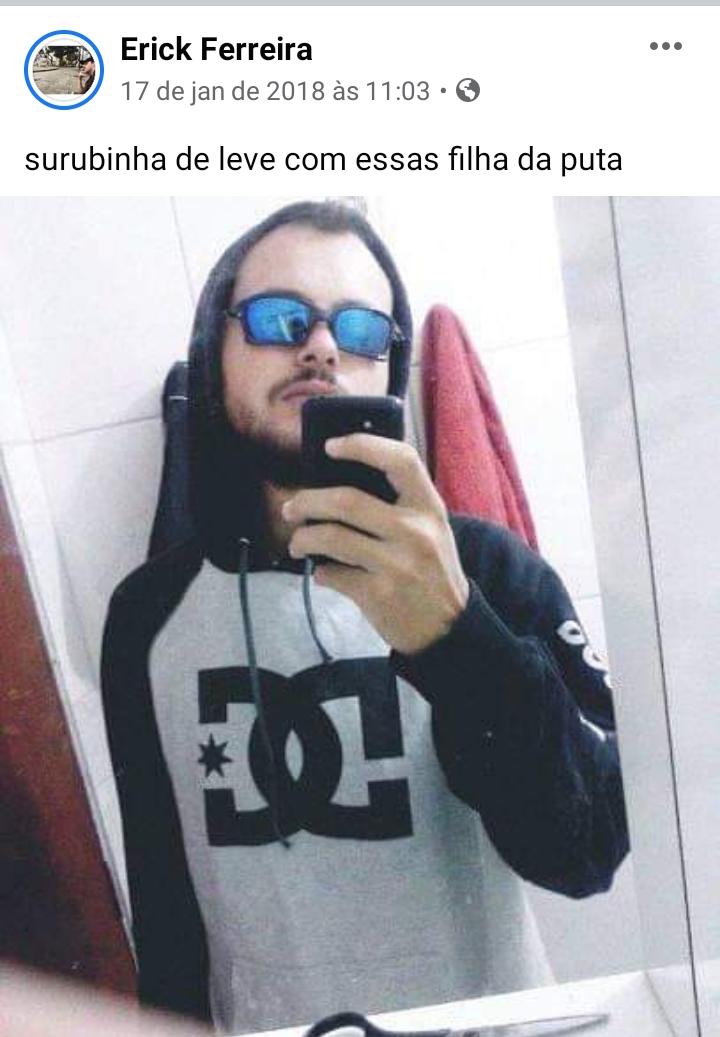 Erick Ferreira
17 de jan de 2018 às 11:03
surubinha de leve com essas filha da puta
DC